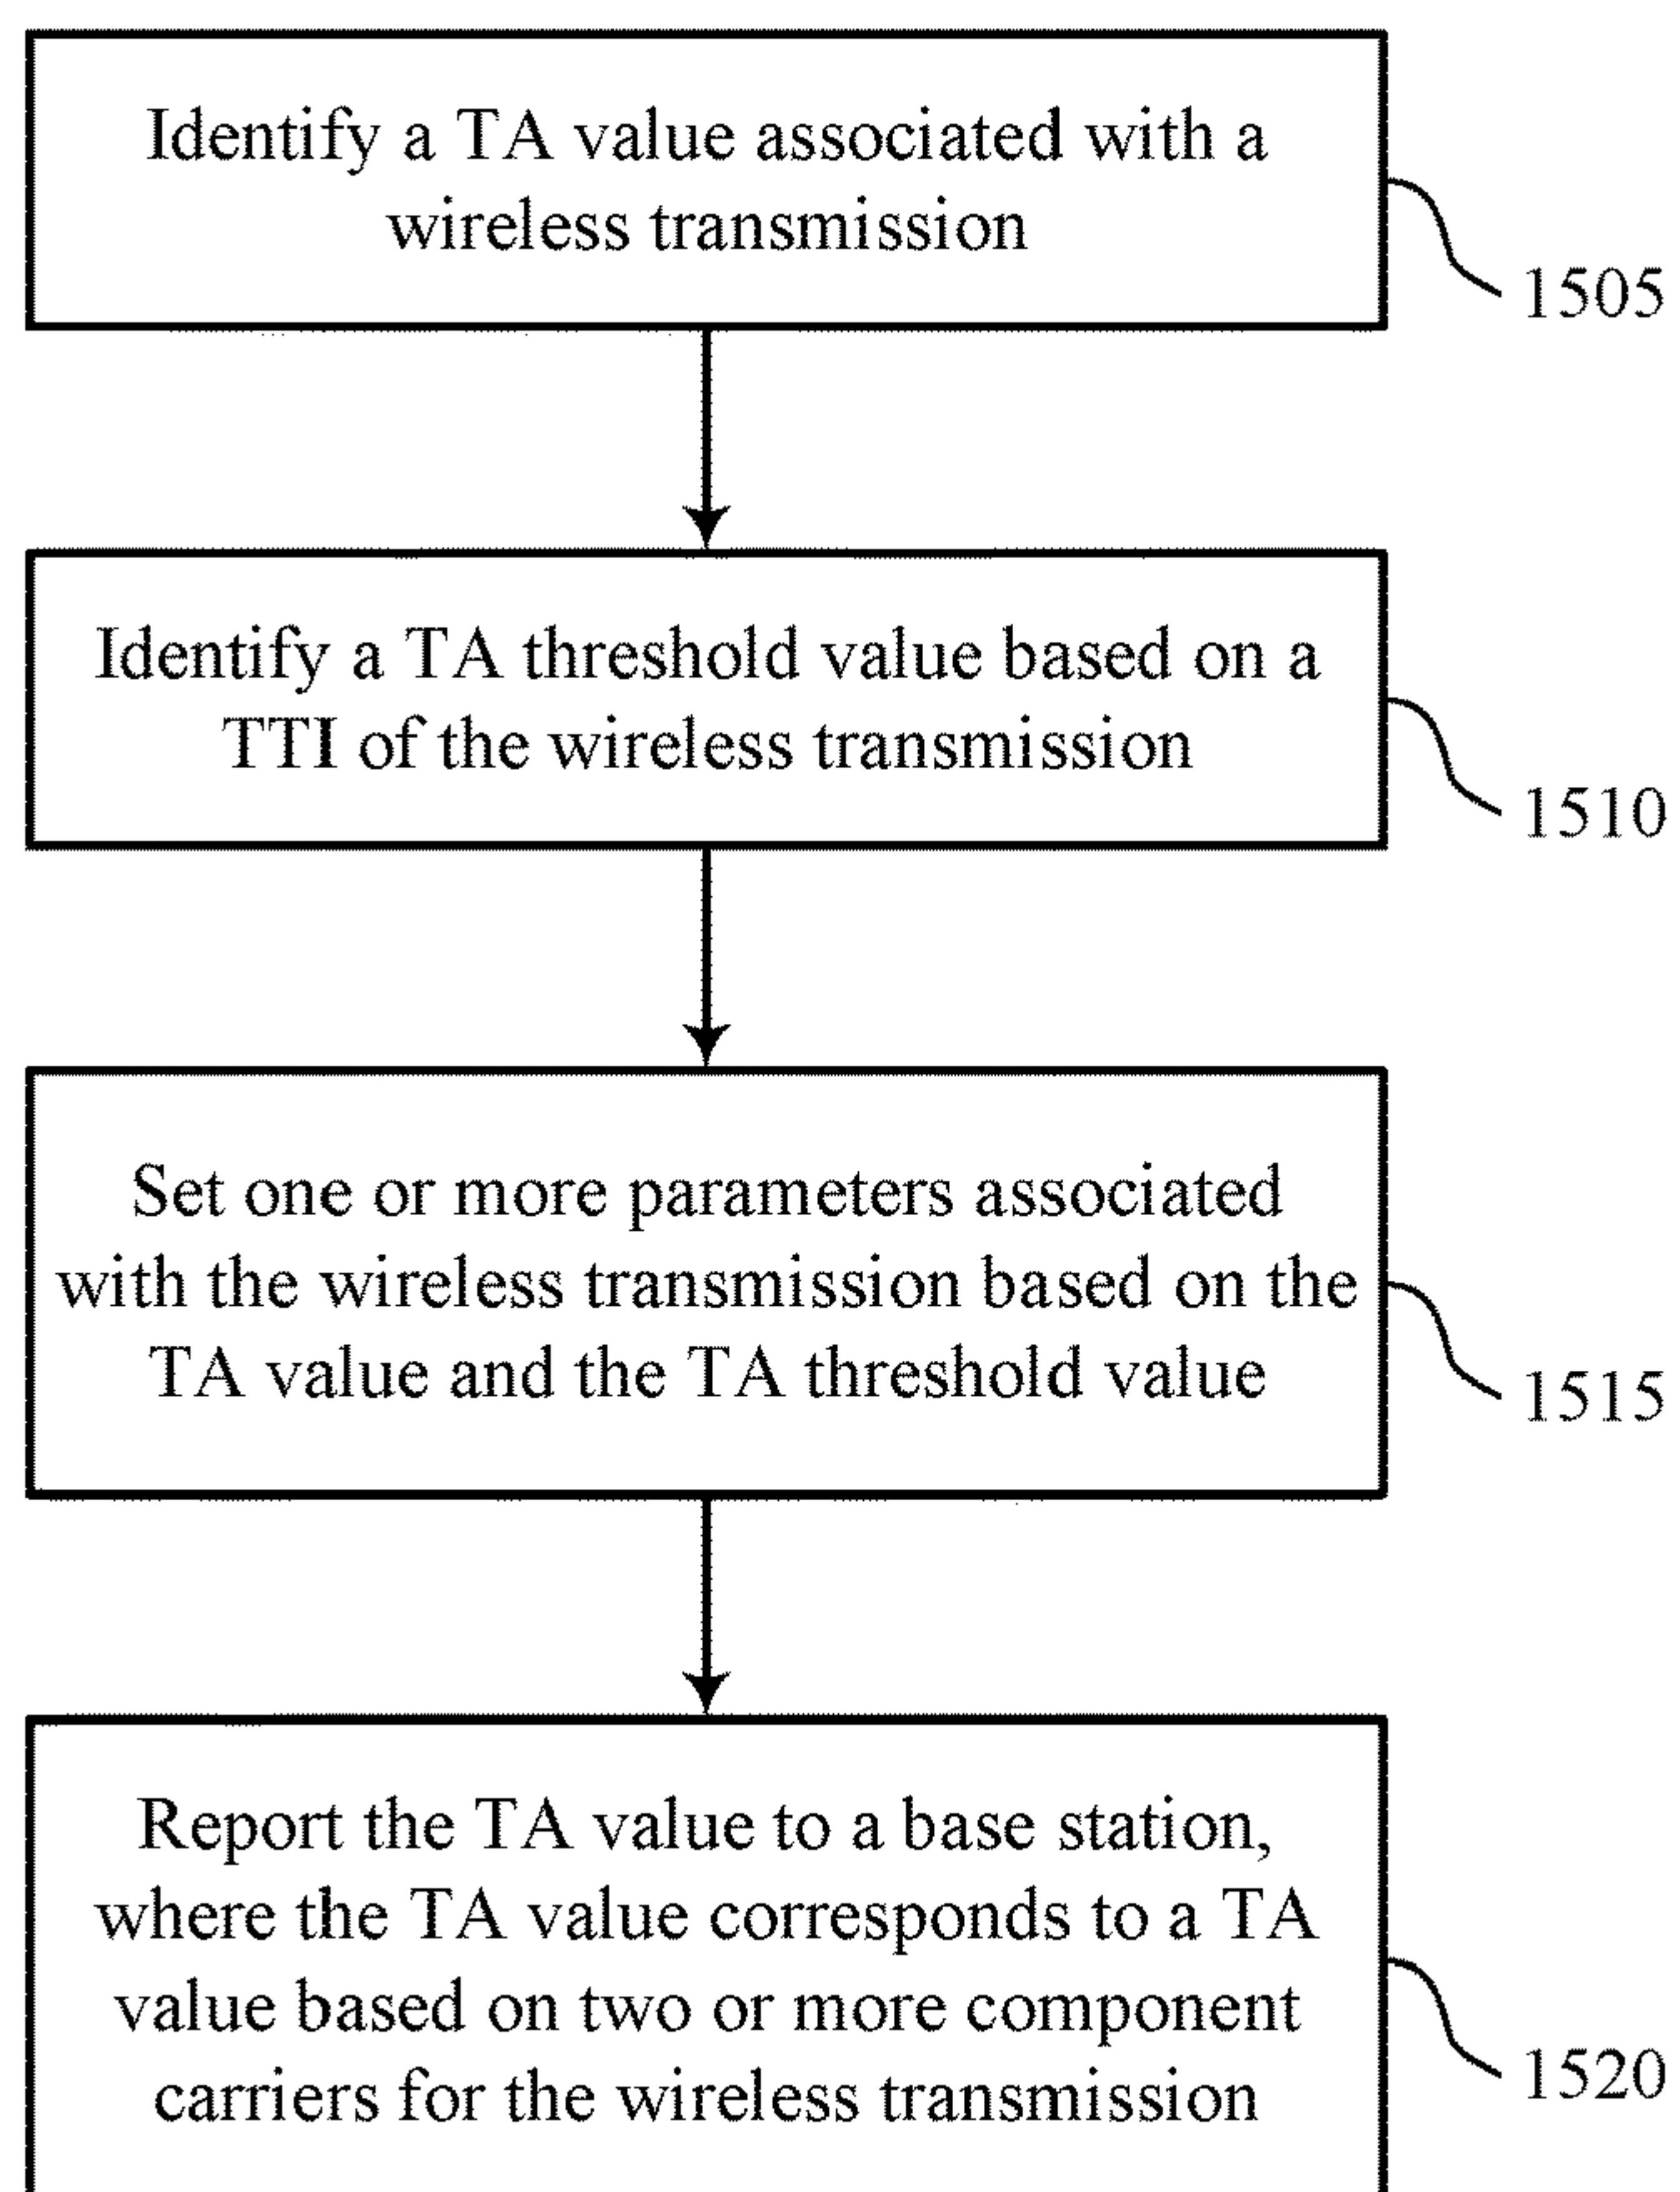 Identify a TA value associated with a
wireless transmission
1505
Identify a TA threshold value based on a
TTI of the wireless transmission
1510
Set one or more parameters associated
with the wireless transmission based on the
TA value and the TA threshold value
1515
Report the TA value to a base station,
where the TA value corresponds to a TA
value based on two or more component
carriers for the wireless transmission
1520